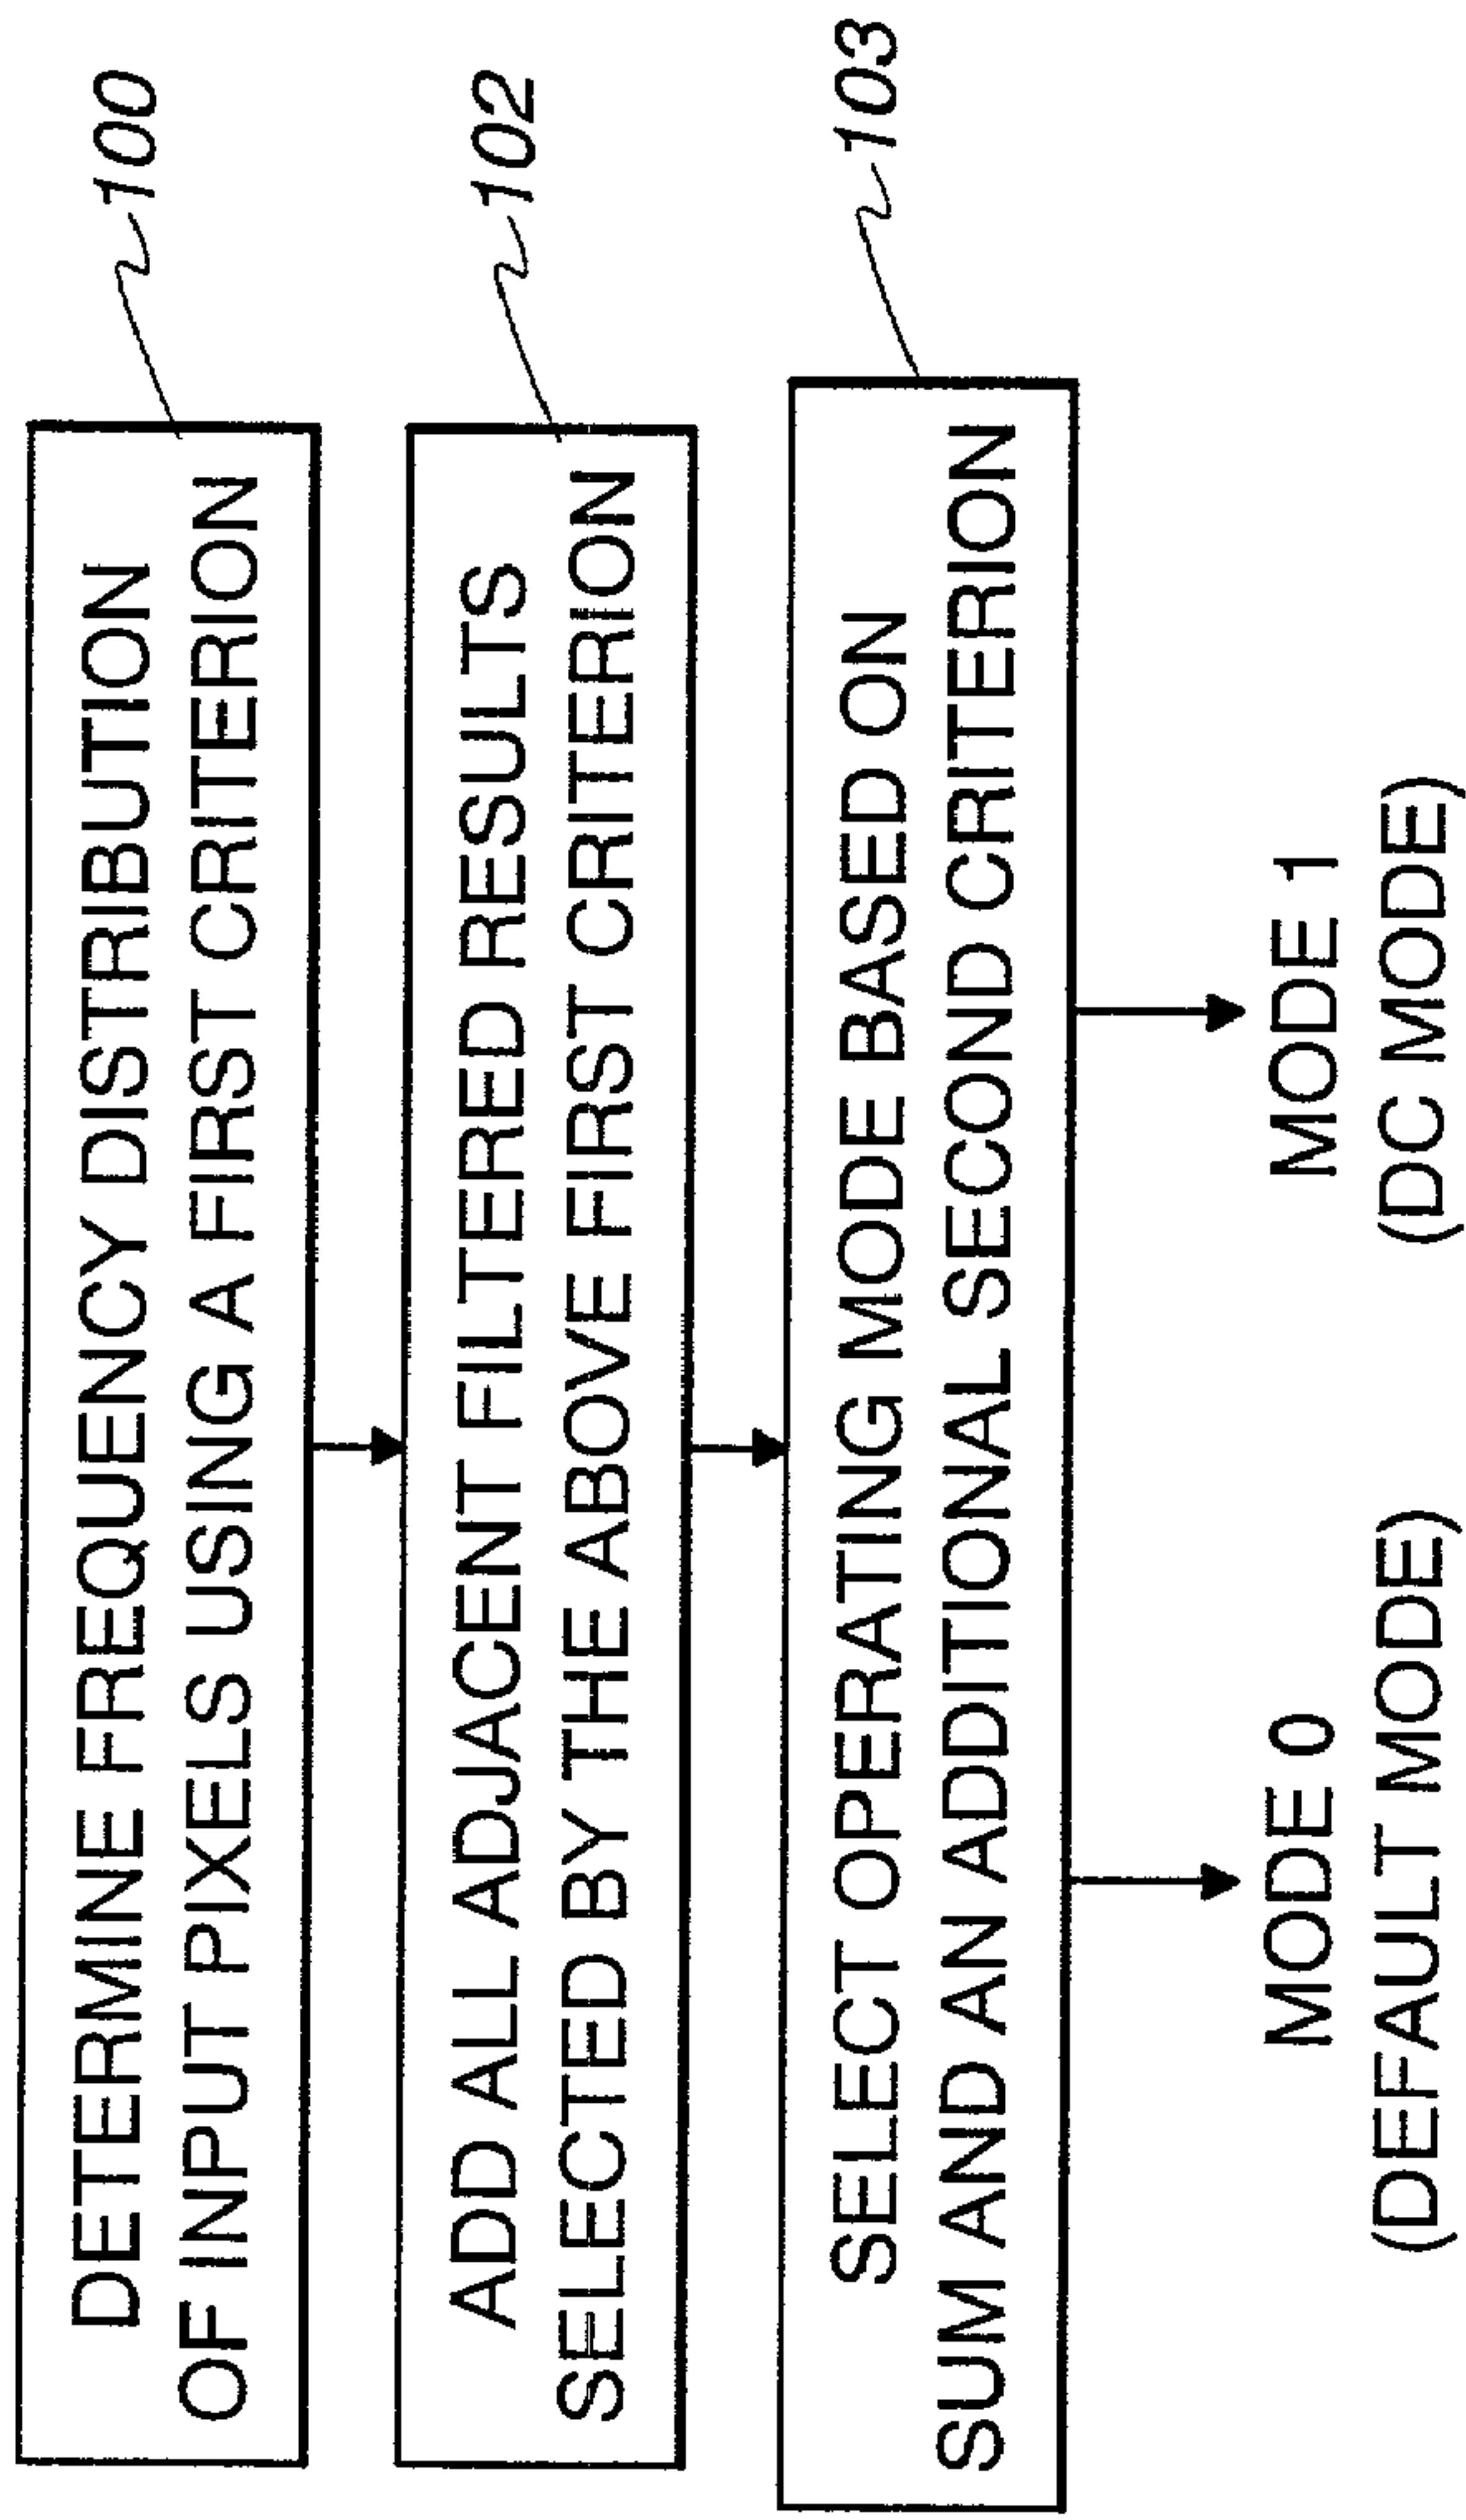 DETERMINE FREQUENCY DISTRIBUTION
OF INPUT PIXELS USING A FIRST CRITERION
100
ADD ALL ADJACENT FILTERED RESULTS
SELECTED BY THE ABOVE FIRST CRITERION
102
SELECT OPERATING MODE BASED ON
SUM AND AN ADDITIONAL SECOND CRITERION
103
MODE 0
(DEFAULT MODE)
MODE 1
(DC MODE)